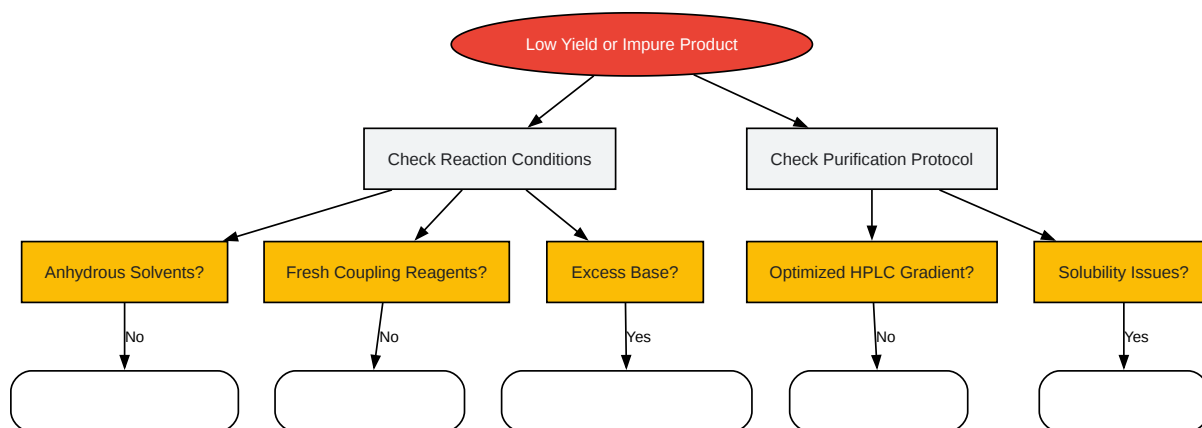 Low Yield or Impure Product
Check Reaction Conditions
Check Purification Protocol
Anhydrous Solvents?
Fresh Coupling Reagents?
Excess Base?
Optimized HPLC Gradient?
Solubility Issues?
No
No
Yes
No
Yes